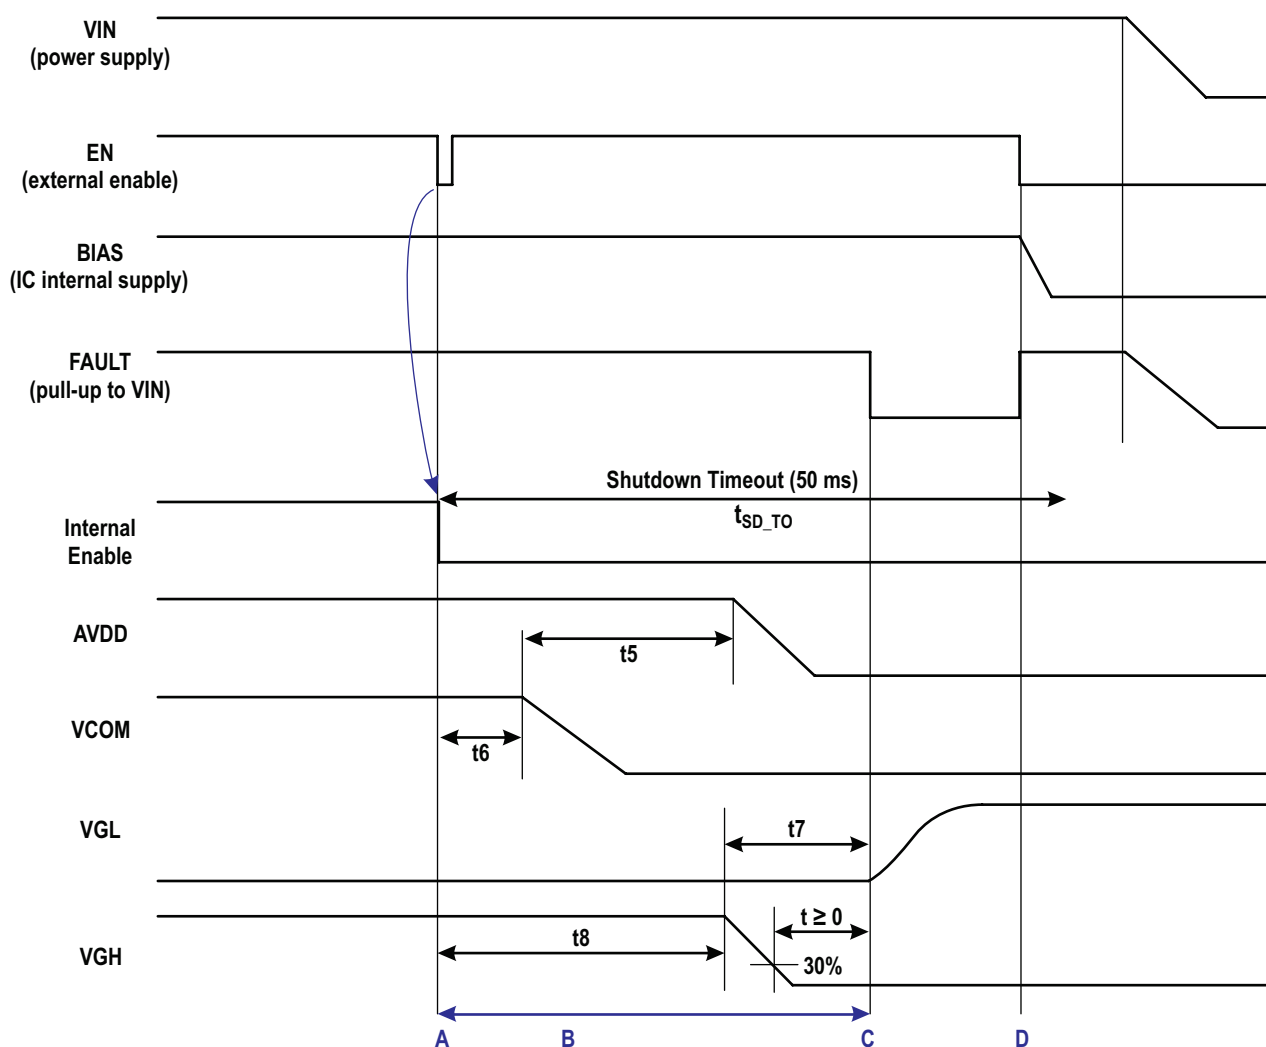 VIN
(power supply)
EN
(external enable)
BIAS
(IC internal supply)
FAULT
(pull-up to VIN)
Shutdown Timeout (50 ms)
tSD_TO
Internal
Enable
AVDD
t5
VCOM
t6
VGL
t7
t ≥ 0
VGH
t8
30%
A B C D